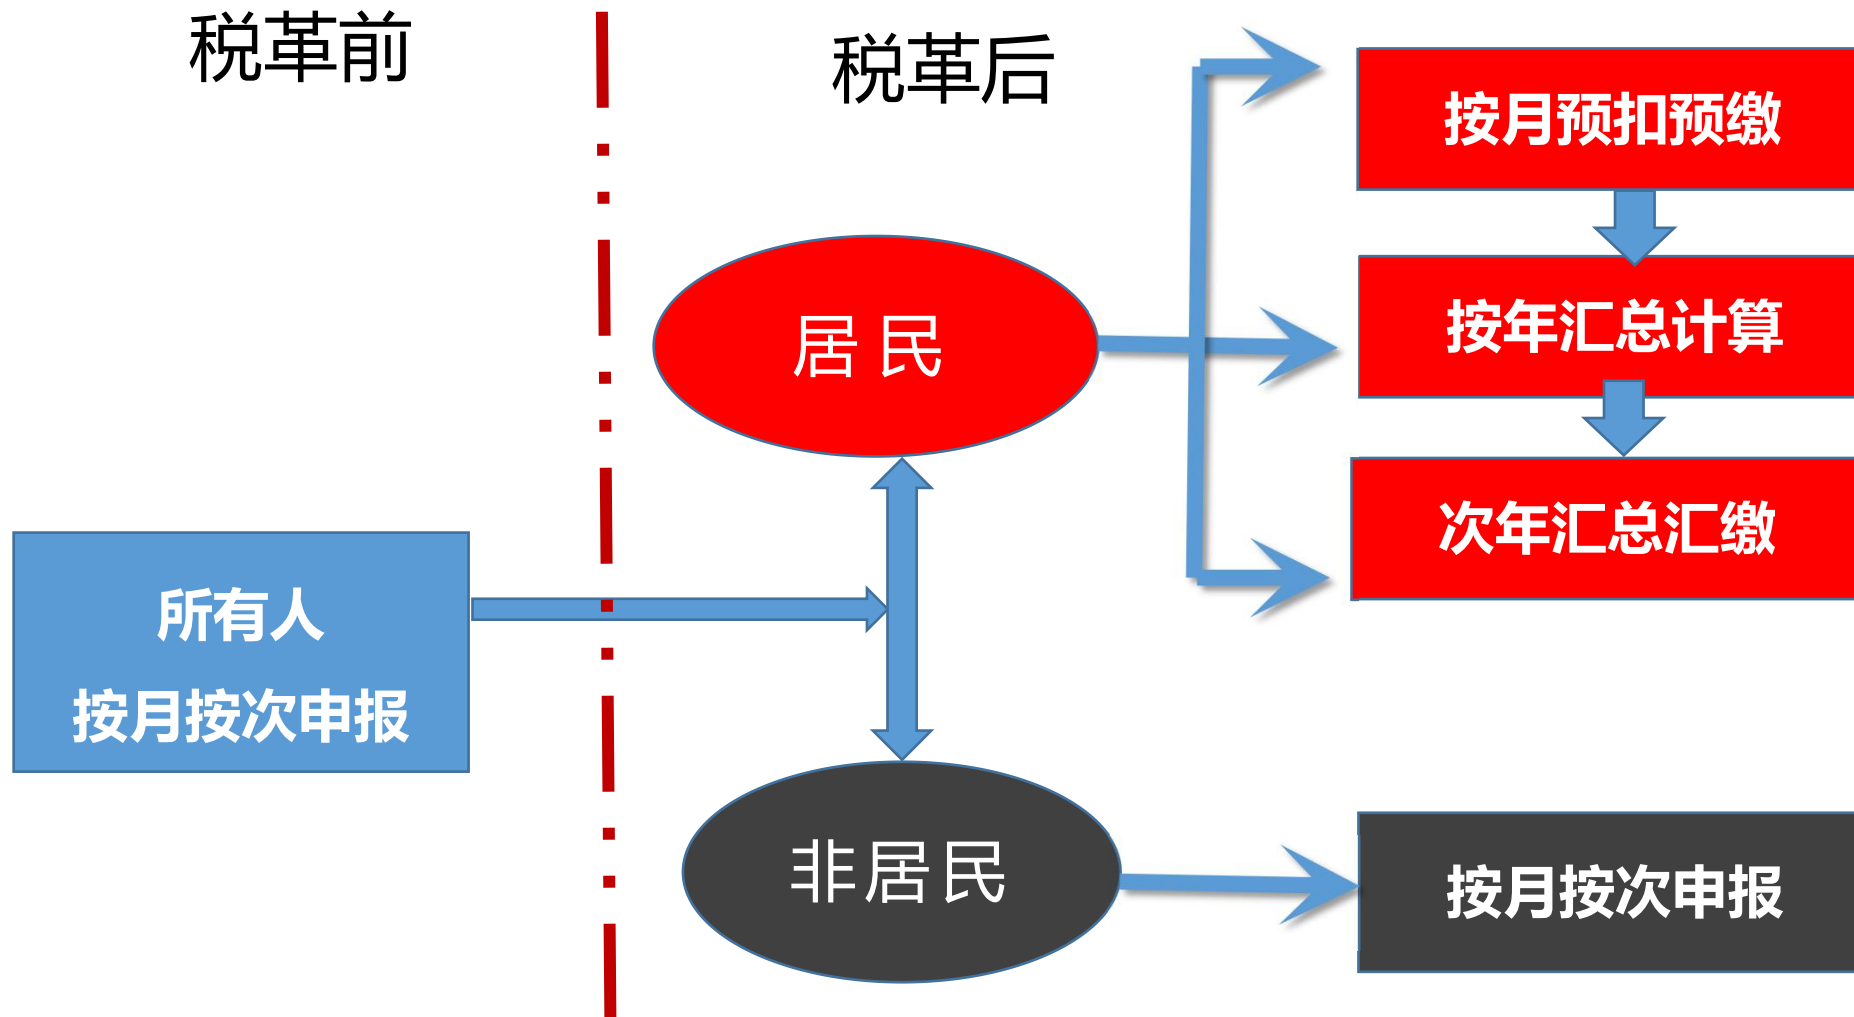 税革前
税革后
按月预扣预缴
居民
按年汇总计算
次年汇总汇缴
所有人
按月按次申报
非居民
按月按次申报